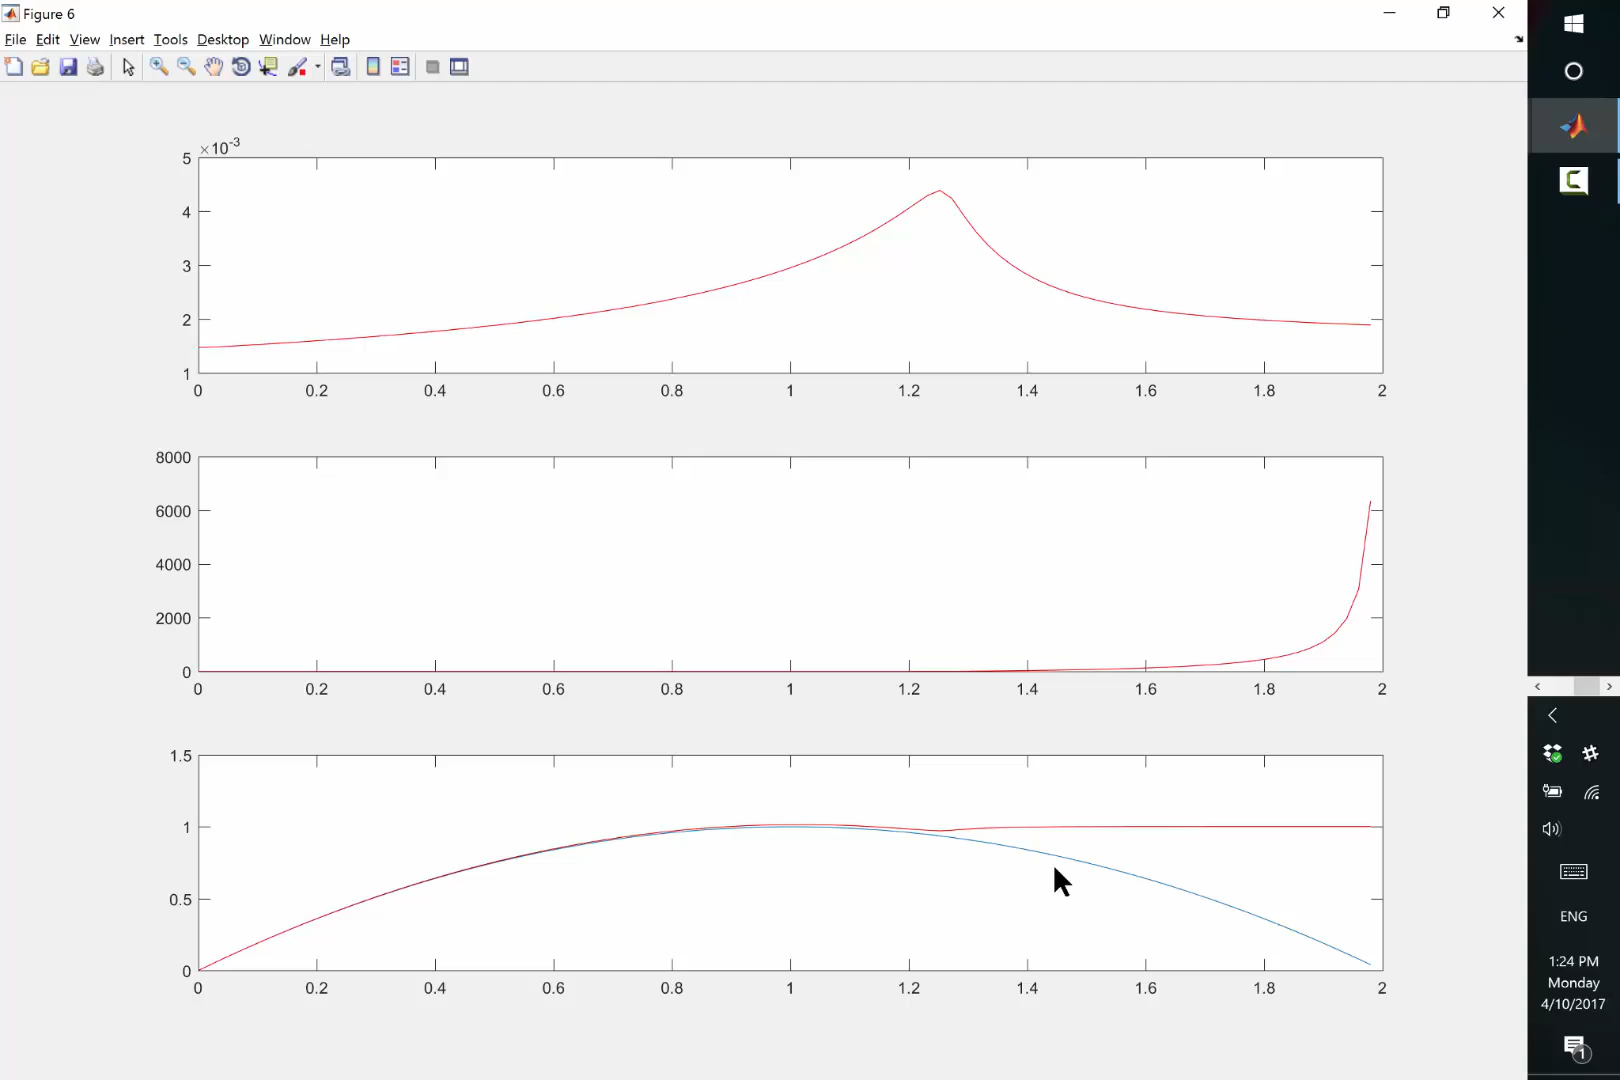 Figure 6
File Edit View Insert Tools Desktop Window Help
×10-3
5
4
3
2
1
0 0.2 0.4 0.6 0.8 1 1.2 1.4 1.6 1.8 2
8000
6000
4000
2000
0
0 0.2 0.4 0.6 0.8 1 1.2 1.4 1.6 1.8 2
1.5
1
0.5
0
0 0.2 0.4 0.6 0.8 1 1.2 1.4 1.6 1.8 2
ENG
1:24 PM
Monday
4/10/2017
1